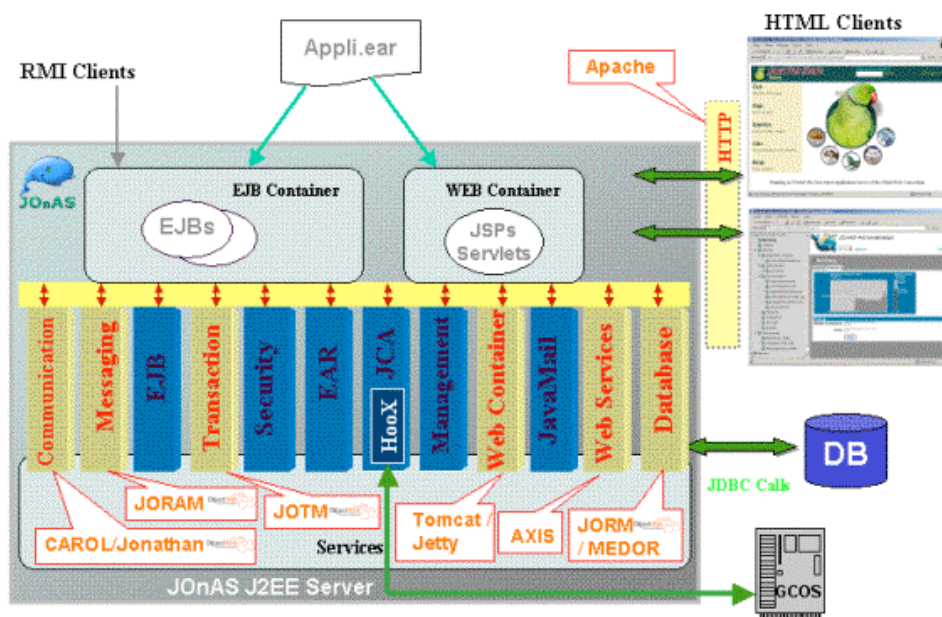 HTML Clients
Appli.ear
RMI Clients
Apache
HTTP
JOnAS
EJB Container
WEB Container
EJBs
JSPs
Servlets
Communication
Messaging
EJB
Transaction
Security
EAR
JCA
HooX
Management
Web Container
JavaMail
Web Services
Database
DB
JDBC Calls
JORAM
JOTM
CAROL/Jonathan
Tomcat /
Jetty
AXIS
JORM
/ MEDOR
Services
JOnAS J2EE Server
GCOS